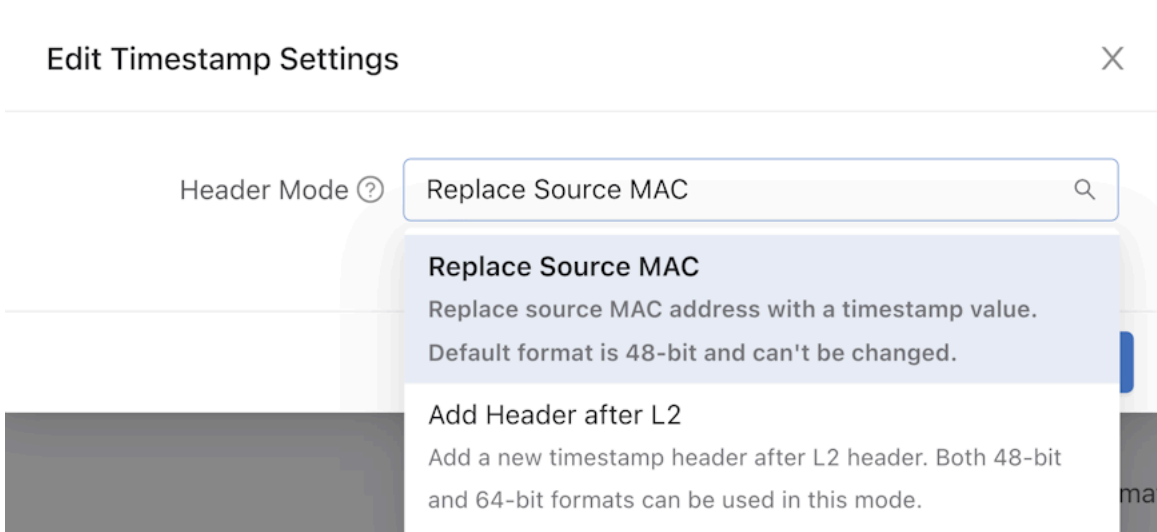 Edit Timestamp Settings
Header Mode
Replace Source MAC
Replace Source MAC
Replace source MAC address with a timestamp value.
Default format is 48-bit and can't be changed.
Add Header after L2
Add a new timestamp header after L2 header. Both 48-bit
and 64-bit formats can be used in this mode.